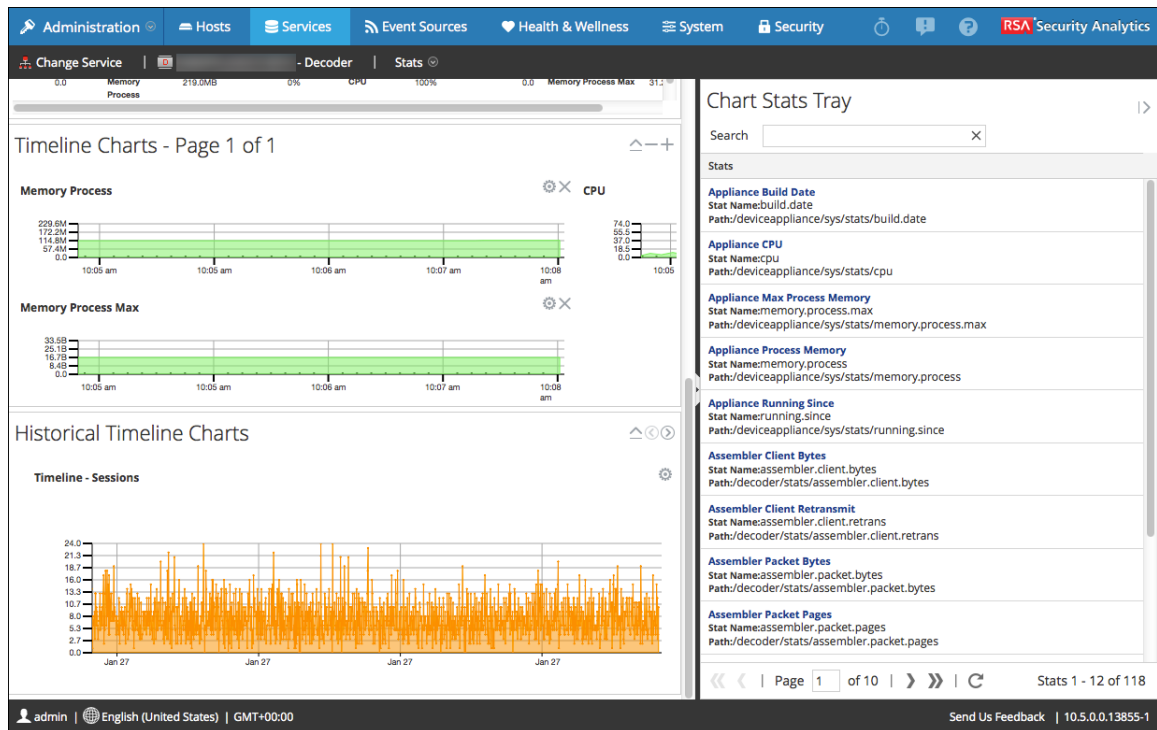 Administration Hosts Services Event Sources Health & Wellness System Security RSA Security Analytics
Change Service | - Decoder | Stats
0.0 Memory Process 219.0MB 0% CPU 100% 0.0 Memory Process Max
Timeline Charts - Page 1 of 1
Memory Process
CPU
229.6M
172.2M
114.8M
57.4M
0.0
10:05 am 10:05 am 10:06 am 10:07 am 10:08 am
74.0
55.5
37.0
18.5
0.0
10:05
Memory Process Max
33.5B
25.1B
16.7B
8.4B
0.0
10:05 am 10:05 am 10:06 am 10:07 am 10:08 am
Historical Timeline Charts
Timeline - Sessions
24.0
21.3
18.7
16.0
13.3
10.7
8.0
5.3
2.7
0.0
Jan 27 Jan 27 Jan 27 Jan 27
Chart Stats Tray
Search
Stats
Appliance Build Date
Stat Name:build.date
Path:/deviceappliance/sys/stats/build.date
Appliance CPU
Stat Name:cpu
Path:/deviceappliance/sys/stats/cpu
Appliance Max Process Memory
Stat Name:memory.process.max
Path:/deviceappliance/sys/stats/memory.process.max
Appliance Process Memory
Stat Name:memory.process
Path:/deviceappliance/sys/stats/memory.process
Appliance Running Since
Stat Name:running.since
Path:/deviceappliance/sys/stats/running.since
Assembler Client Bytes
Stat Name:assembler.client.bytes
Path:/decoder/stats/assembler.client.bytes
Assembler Client Retransmit
Stat Name:assembler.client.retrans
Path:/decoder/stats/assembler.client.retrans
Assembler Packet Bytes
Stat Name:assembler.packet.bytes
Path:/decoder/stats/assembler.packet.bytes
Assembler Packet Pages
Stat Name:assembler.packet.pages
Path:/decoder/stats/assembler.packet.pages
Page 1 of 10 | Stats 1 - 12 of 118
admin | English (United States) | GMT+00:00 Send Us Feedback | 10.5.0.0.13855-1